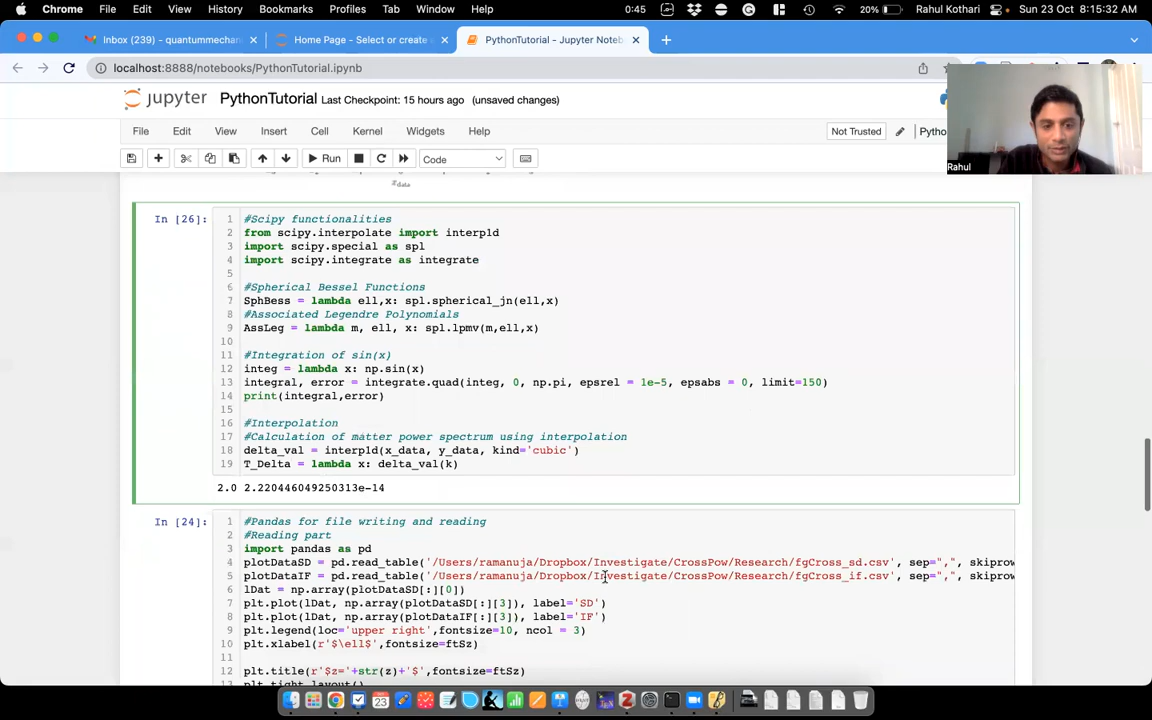 Chrome File Edit View History Bookmarks Profiles Tab Window Help 0:45 20% Rahul Kothari Sun 23 Oct 8:15:32 AM
Inbox (239) - quantummechan Home Page - Select or create a PythonTutorial - Jupyter Noteb
localhost:8888/notebooks/PythonTutorial.ipynb
jupyter PythonTutorial Last Checkpoint: 15 hours ago (unsaved changes)
File Edit View Insert Cell Kernel Widgets Help Not Trusted Pytho
Run Code
Rahul
xdata
In [26]:
1 #Scipy functionalities
2 from scipy.interpolate import interp1d
3 import scipy.special as spl
4 import scipy.integrate as integrate
5
6 #Spherical Bessel Functions
7 SphBess = lambda ell,x: spl.spherical_jn(ell,x)
8 #Associated Legendre Polynomials
9 AssLeg = lambda m, ell, x: spl.lpmv(m,ell,x)
10
11 #Integration of sin(x)
12 integ = lambda x: np.sin(x)
13 integral, error = integrate.quad(integ, 0, np.pi, epsrel = 1e-5, epsabs = 0, limit=150)
14 print(integral,error)
15
16 #Interpolation
17 #Calculation of matter power spectrum using interpolation
18 delta_val = interp1d(x_data, y_data, kind='cubic')
19 T_Delta = lambda x: delta_val(k)
2.0 2.220446049250313e-14
In [24]:
1 #Pandas for file writing and reading
2 #Reading part
3 import pandas as pd
4 plotDataSD = pd.read_table('/Users/ramanuja/Dropbox/Investigate/CrossPow/Research/fgCross_sd.csv', sep=",", skiprow
5 plotDataIF = pd.read_table('/Users/ramanuja/Dropbox/Investigate/CrossPow/Research/fgCross_if.csv', sep=",", skiprow
6 lDat = np.array(plotDataSD[:][0])
7 plt.plot(lDat, np.array(plotDataSD[:][3]), label='SD')
8 plt.plot(lDat, np.array(plotDataIF[:][3]), label='IF')
9 plt.legend(loc='upper right',fontsize=10, ncol = 3)
10 plt.xlabel(r'$\ell$',fontsize=ftSz)
11
12 plt.title(r'$z='+str(z)+'$',fontsize=ftSz)
13 plt.tight_layout()